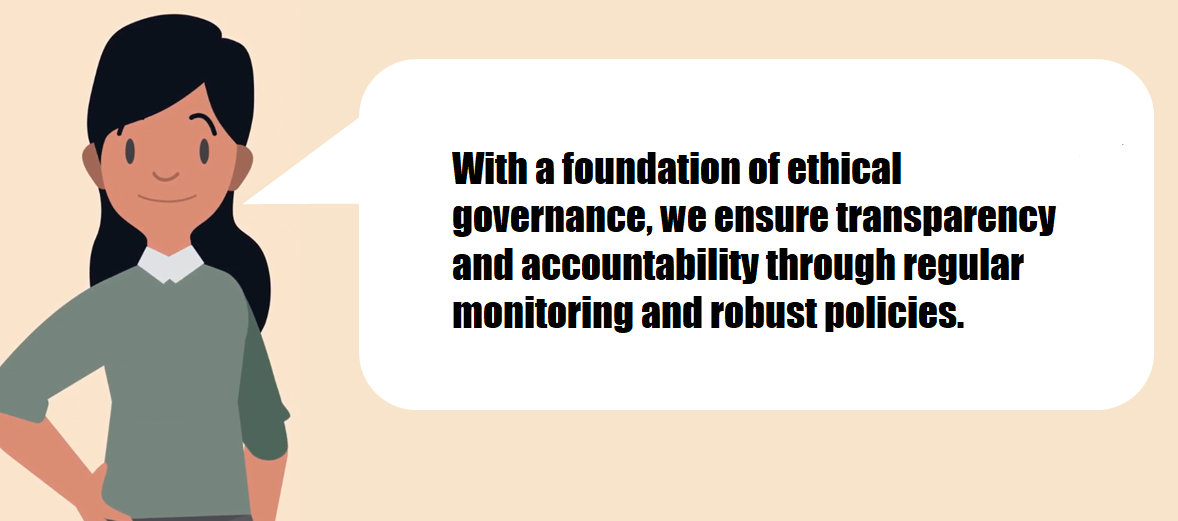 With a foundation of ethical
governance, we ensure transparency
and accountability through regular
monitoring and robust policies.